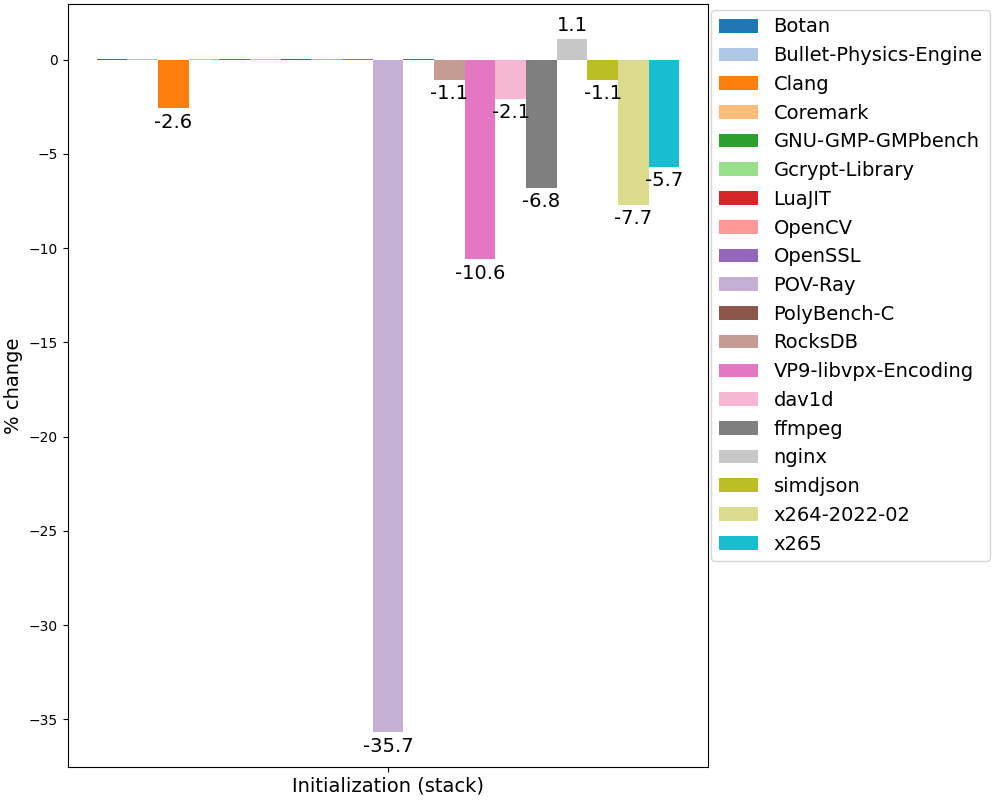 1.1
0
-1.1
-1.1
-2.1
-2.6
−5
-5.7
-6.8
-7.7
−10
-10.6
−15
−20
−25
−30
−35
-35.7
% change
Initialization (stack)
Botan
Bullet-Physics-Engine
Clang
Coremark
GNU-GMP-GMPbench
Gcrypt-Library
LuaJIT
OpenCV
OpenSSL
POV-Ray
PolyBench-C
RocksDB
VP9-libvpx-Encoding
dav1d
ffmpeg
nginx
simdjson
x264-2022-02
x265